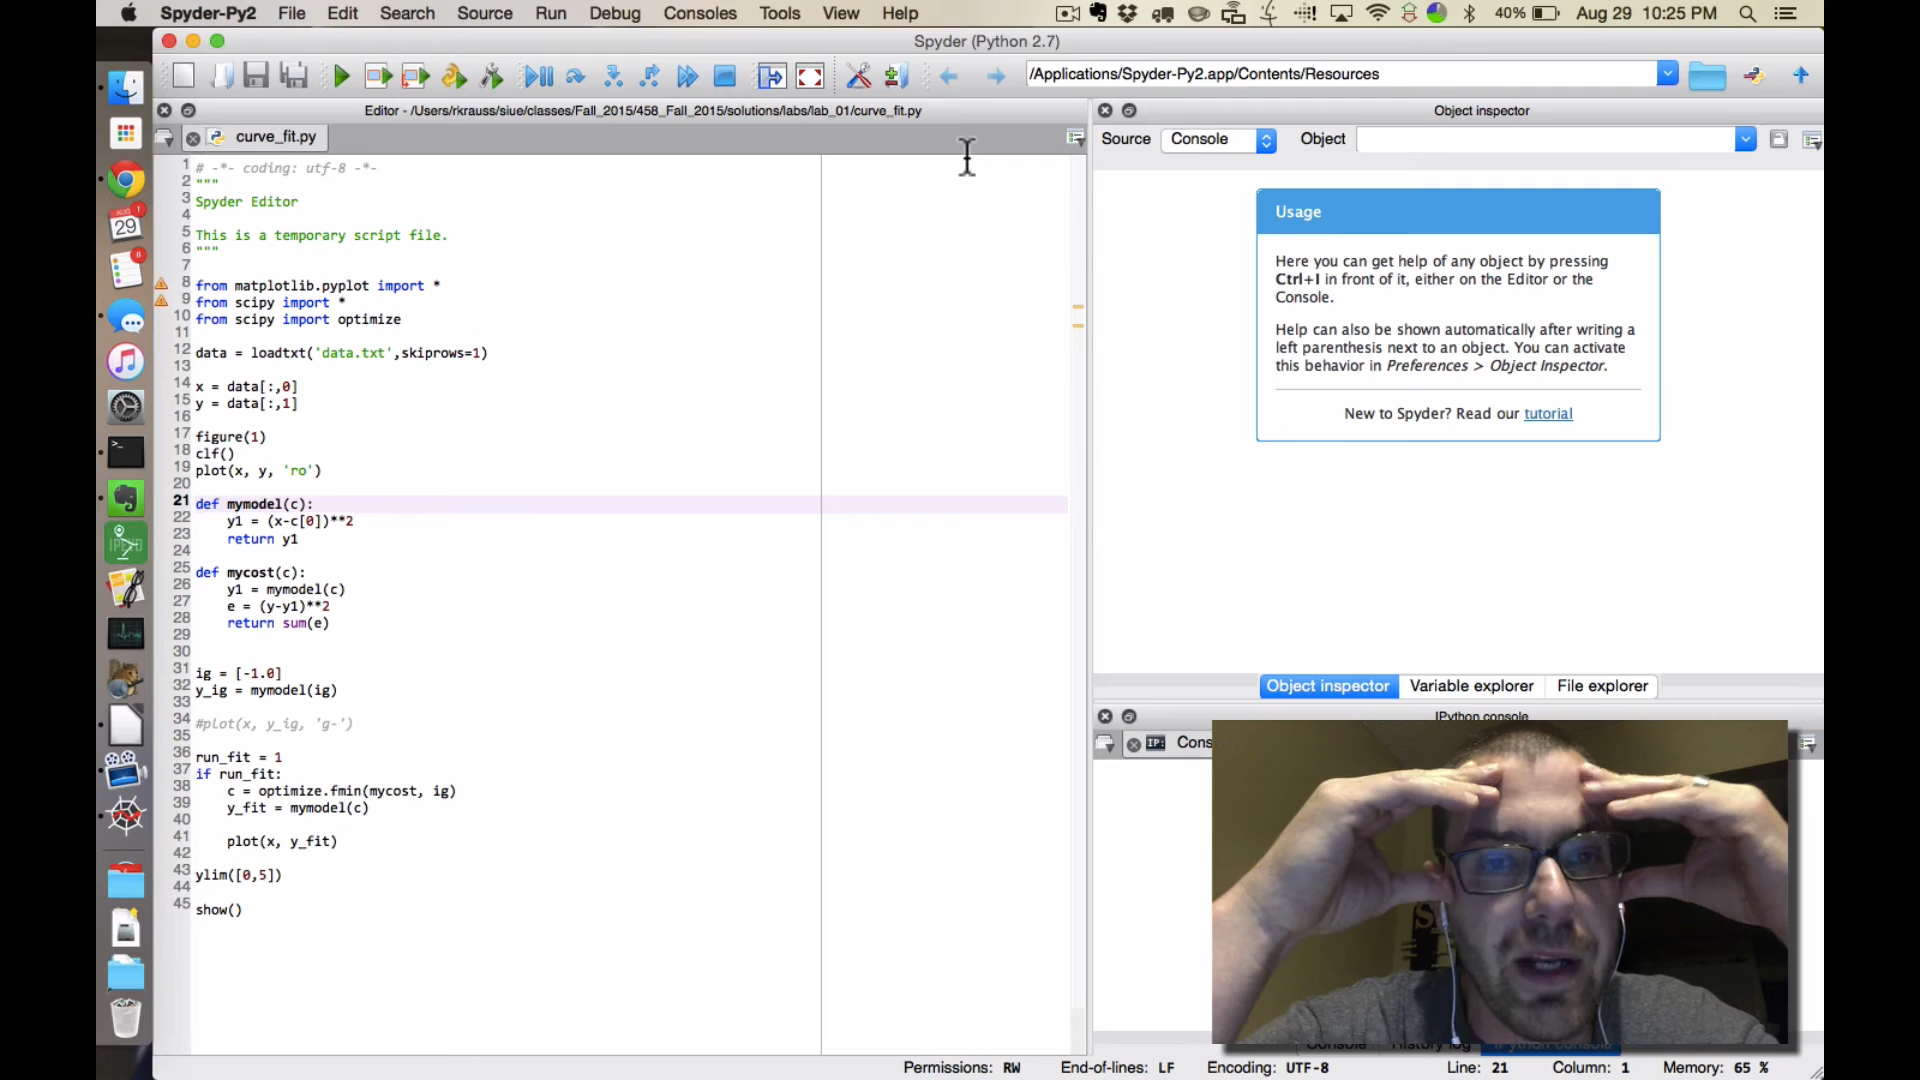 Spyder-Py2 File Edit Search Source Run Debug Consoles Tools View Help 40% Aug 29 10:25 PM
Spyder (Python 2.7)
/Applications/Spyder-Py2.app/Contents/Resources
Editor - /Users/rkrauss/siue/classes/Fall_2015/458_Fall_2015/solutions/labs/lab_01/curve_fit.py
curve_fit.py
1 # -*- coding: utf-8 -*-
2 """
3 Spyder Editor
4
5 This is a temporary script file.
6 """
7
8 from matplotlib.pyplot import *
9 from scipy import *
10 from scipy import optimize
11
12 data = loadtxt('data.txt',skiprows=1)
13
14 x = data[:,0]
15 y = data[:,1]
16
17 figure(1)
18 clf()
19 plot(x, y, 'ro')
20
21 def mymodel(c):
22 y1 = (x-c[0])**2
23 return y1
24
25 def mycost(c):
26 y1 = mymodel(c)
27 e = (y-y1)**2
28 return sum(e)
29
30
31 ig = [-1.0]
32 y_ig = mymodel(ig)
33
34 #plot(x, y_ig, 'g-')
35
36 run_fit = 1
37 if run_fit:
38 c = optimize.fmin(mycost, ig)
39 y_fit = mymodel(c)
40
41 plot(x, y_fit)
42
43 ylim([0,5])
44
45 show()
Object inspector
Source Console Object
Usage
Here you can get help of any object by pressing
Ctrl+I in front of it, either on the Editor or the
Console.
Help can also be shown automatically after writing a
left parenthesis next to an object. You can activate
this behavior in Preferences > Object Inspector.
New to Spyder? Read our tutorial
Object inspector Variable explorer File explorer
IPython console
IP: Cons
AUG 1
29
8
IPEVO
Console History log IPython console
Permissions: RW End-of-lines: LF Encoding: UTF-8 Line: 21 Column: 1 Memory: 65 %